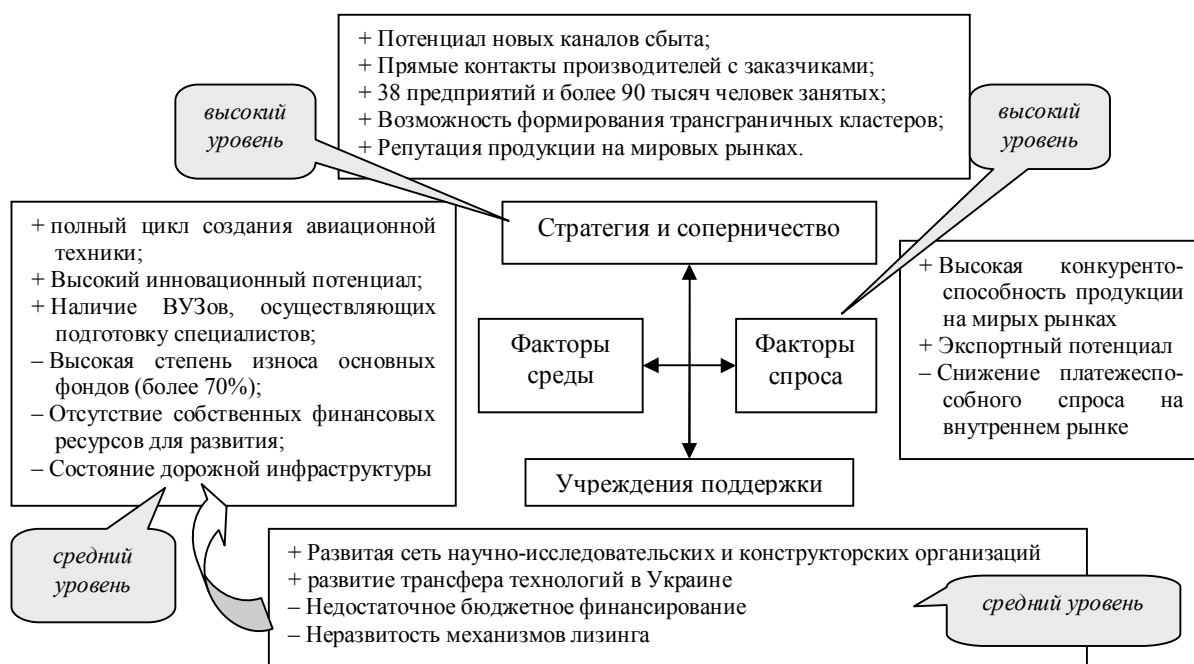 + Потенциал новых каналов сбыта;
+ Прямые контакты производителей с заказчиками;
+ 38 предприятий и более 90 тысяч человек занятых;
+ Возможность формирования трансграничных кластеров;
+ Репутация продукции на мировых рынках.
высокий
уровень
высокий
уровень
Стратегия и соперничество
+ полный цикл создания авиационной
техники;
+ Высокий инновационный потенциал;
+ Наличие ВУЗов, осуществляющих
подготовку специалистов;
– Высокая степень износа основных
фондов (более 70%);
– Отсутствие собственных финансовых
ресурсов для развития;
– Состояние дорожной инфраструктуры
Факторы
среды
Факторы
спроса
+ Высокая конкуренто-
способность продукции
на мирых рынках
+ Экспортный потенциал
– Снижение платежеспо-
собного спроса на
внутреннем рынке
Учреждения поддержки
средний
уровень
+ Развитая сеть научно-исследовательских и конструкторских организаций
+ развитие трансфера технологий в Украине
– Недостаточное бюджетное финансирование
– Неразвитость механизмов лизинга
средний уровень